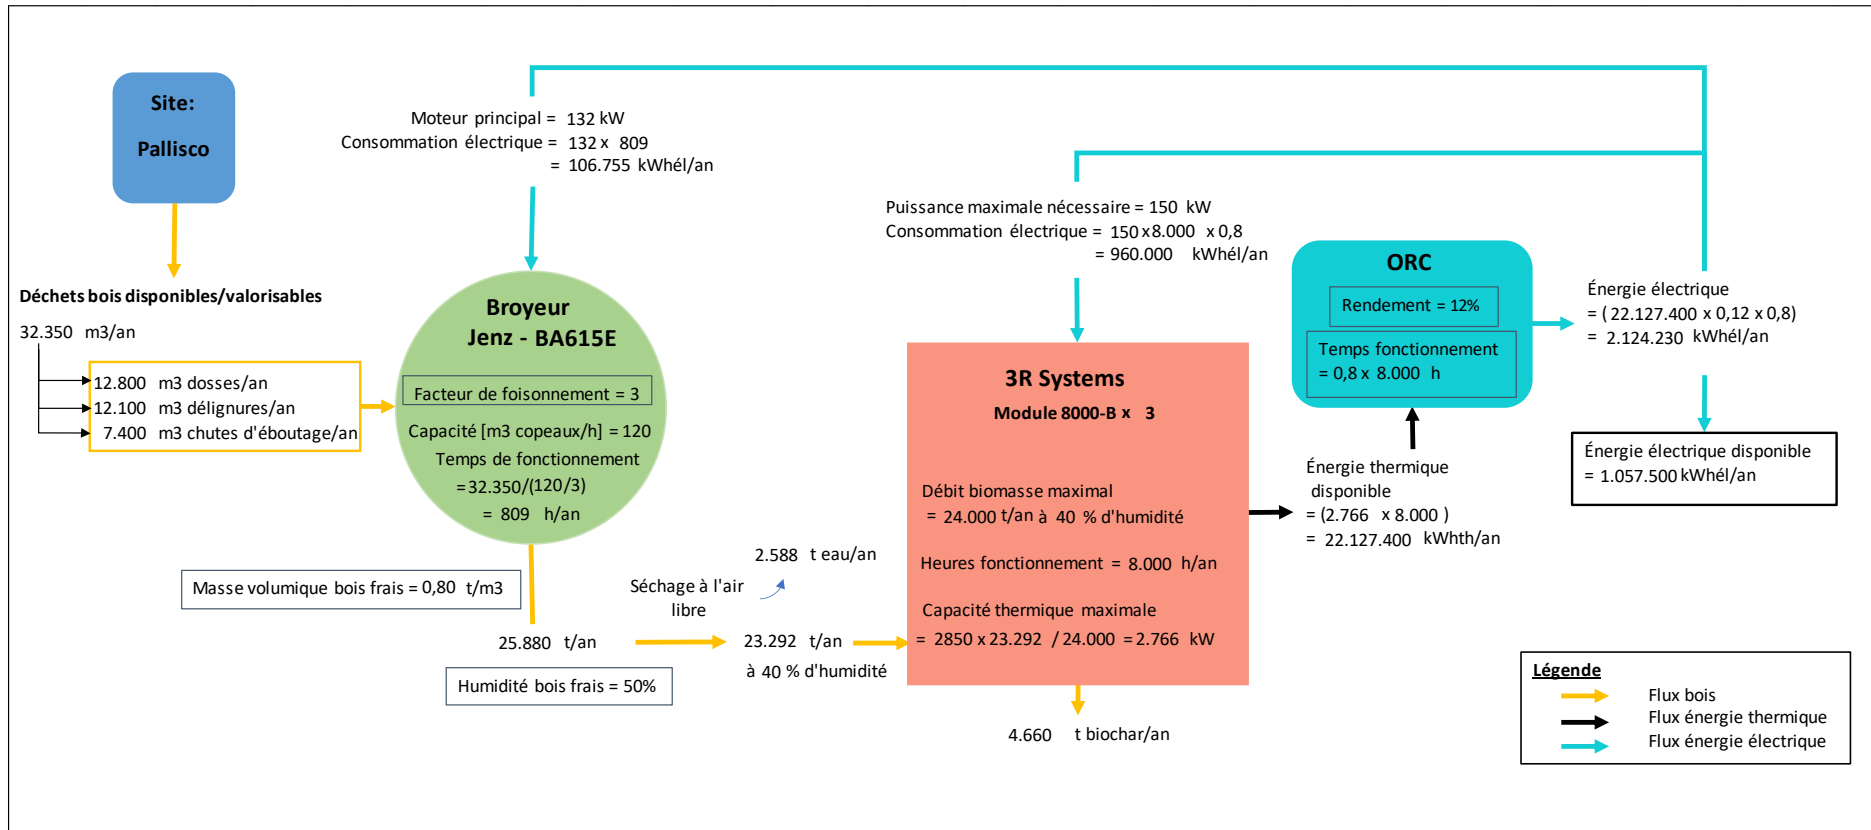 Site:
Pallisco
Déchets bois disponibles/valorisables
32.350 m3/an
12.800 m3 dosses/an
12.100 m3 délignures/an
7.400 m3 chutes d'éboutage/an
Moteur principal = 132 kW
Consommation électrique = 132 x 809
= 106.755 kWhél/an
Broyeur
Jenz - BA615E
Facteur de foisonnement = 3
Capacité [m3 copeaux/h] = 120
Temps de fonctionnement
=32.350/(120/3)
= 809 h/an
Masse volumique bois frais = 0,80 t/m3
25.880 t/an
Humidité bois frais = 50%
Séchage à l'air
libre
2.588 t eau/an
23.292 t/an
à 40 % d'humidité
Puissance maximale nécessaire = 150 kW
Consommation électrique = 150 x 8.000 x 0,8
= 960.000 kWhél/an
3R Systems
Module 8000-B x 3
Débit biomasse maximal
= 24.000 t/an à 40 % d'humidité
Heures fonctionnement = 8.000 h/an
Capacité thermique maximale
= 2850 x 23.292 / 24.000 = 2.766 kW
4.660 t biochar/an
Énergie thermique
disponible
= (2.766 x 8.000 )
= 22.127.400 kWhth/an
ORC
Rendement = 12%
Temps fonctionnement
= 0,8 x 8.000 h
Énergie électrique
= ( 22.127.400 x 0,12 x 0,8)
= 2.124.230 kWhél/an
Énergie électrique disponible
= 1.057.500 kWhél/an
Légende
Flux bois
Flux énergie thermique
Flux énergie électrique